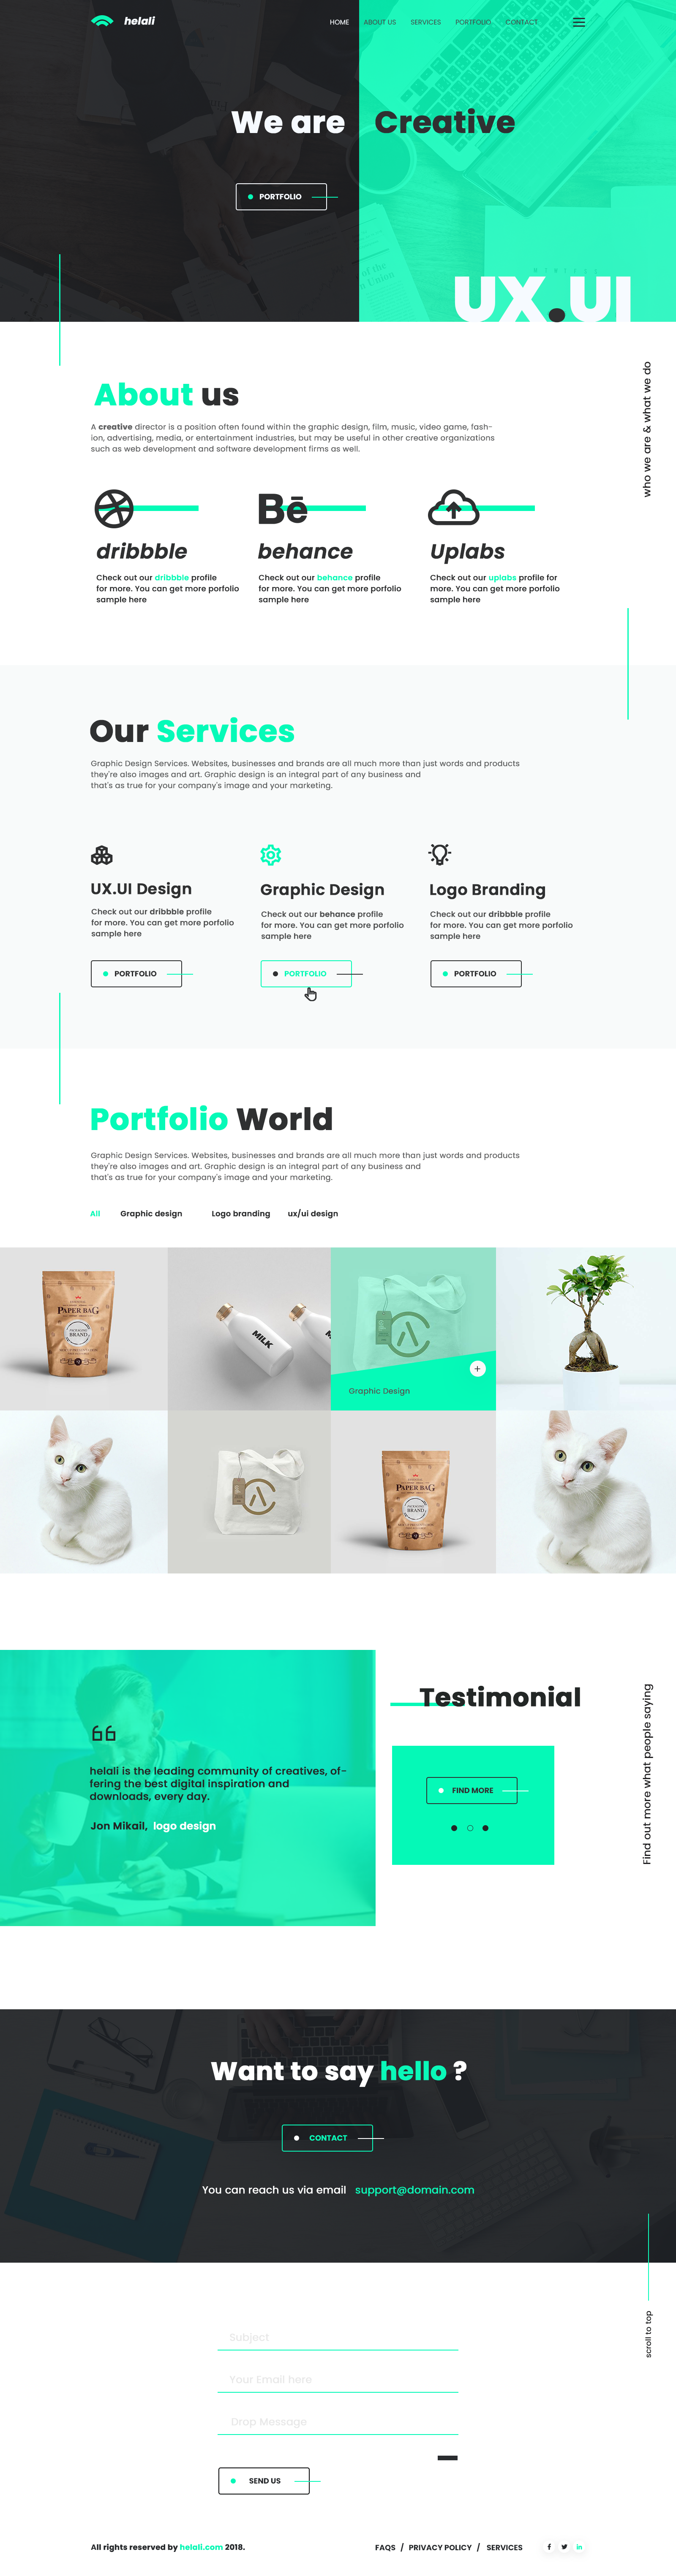 helali
HOME ABOUT US SERVICES PORTFOLIO CONTACT
We are Creative
PORTFOLIO
of the
Union
UX.UI
who we are & what we do
About us
A creative director is a position often found within the graphic design, film, music, video game, fash-
ion, advertising, media, or entertainment industries, but may be useful in other creative organizations
such as web development and software development firms as well.
Bē
dribbble
Check out our dribbble profile
for more. You can get more porfolio
sample here
behance
Check out our behance profile
for more. You can get more porfolio
sample here
Uplabs
Check out our uplabs profile for
more. You can get more porfolio
sample here
Our Services
Graphic Design Services. Websites, businesses and brands are all much more than just words and products
they're also images and art. Graphic design is an integral part of any business and
that's as true for your company's image and your marketing.
UX.UI Design
Check out our dribbble profile
for more. You can get more porfolio
sample here
PORTFOLIO
Graphic Design
Check out our behance profile
for more. You can get more porfolio
sample here
PORTFOLIO
Logo Branding
Check out our dribbble profile
for more. You can get more porfolio
sample here
PORTFOLIO
Portfolio World
Graphic Design Services. Websites, businesses and brands are all much more than just words and products
they're also images and art. Graphic design is an integral part of any business and
that's as true for your company's image and your marketing.
All Graphic design Logo branding ux/ui design
PAPER BAG
BRAND
MILK
M
Graphic Design
+
PAPER BAG
BRAND
Testimonial
helali is the leading community of creatives, of-
fering the best digital inspiration and
downloads, every day.
Jon Mikail, logo design
FIND MORE
Find out more what people saying
Want to say hello ?
CONTACT
You can reach us via email support@domain.com
scroll to top
Subject
Your Email here
Drop Message
SEND US
All rights reserved by helali.com 2018.
FAQS / PRIVACY POLICY / SERVICES
f in